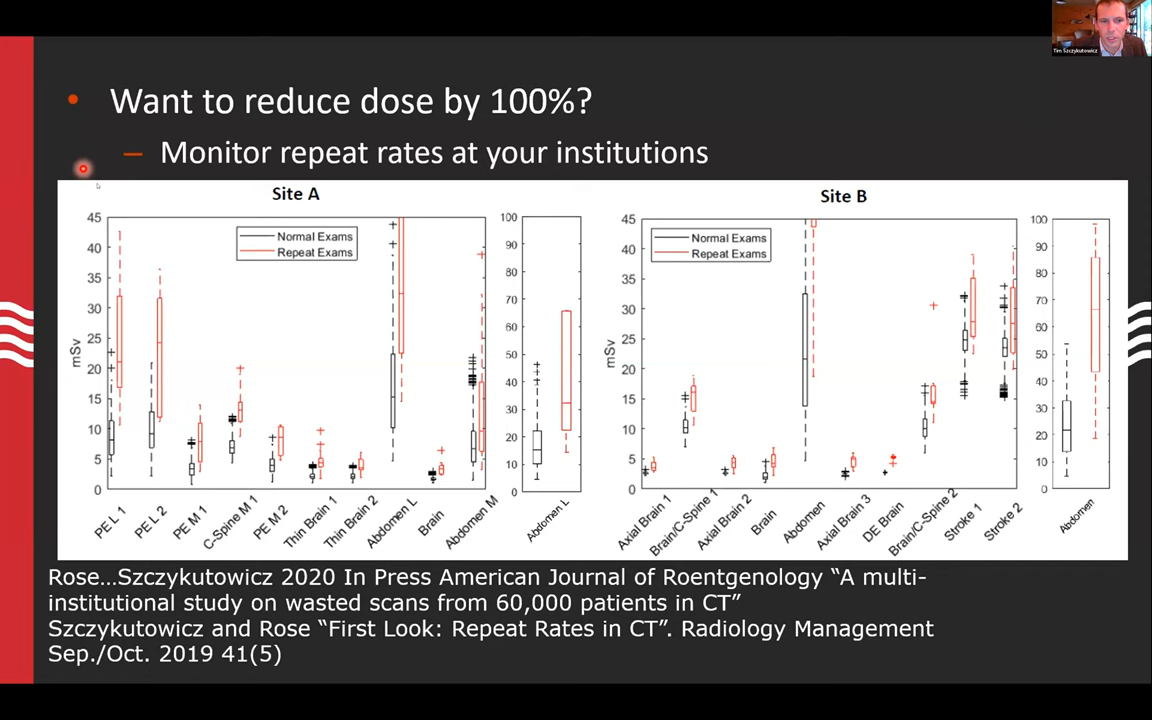 Tim Szczykutowicz
• Want to reduce dose by 100%?
– Monitor repeat rates at your institutions
Site A
Site B
45
40
35
30
25
20
15
10
5
0
mSv
Normal Exams
Repeat Exams
PE L 1
PE L 2
PE M 1
C-Spine M 1
PE M 2
Thin Brain 1
Thin Brain 2
Abdomen L
Brain
Abdomen M
100
90
80
70
60
50
40
30
20
10
0
Abdomen L
45
40
35
30
25
20
15
10
5
0
mSv
Normal Exams
Repeat Exams
Axial Brain 1
Brain/C-Spine 1
Axial Brain 2
Brain
Abdomen
Axial Brain 3
DE Brain
Brain/C-Spine 2
Stroke 1
Stroke 2
100
90
80
70
60
50
40
30
20
10
0
Abdomen
Rose…Szczykutowicz 2020 In Press American Journal of Roentgenology “A multi-
institutional study on wasted scans from 60,000 patients in CT”
Szczykutowicz and Rose “First Look: Repeat Rates in CT”. Radiology Management
Sep./Oct. 2019 41(5)